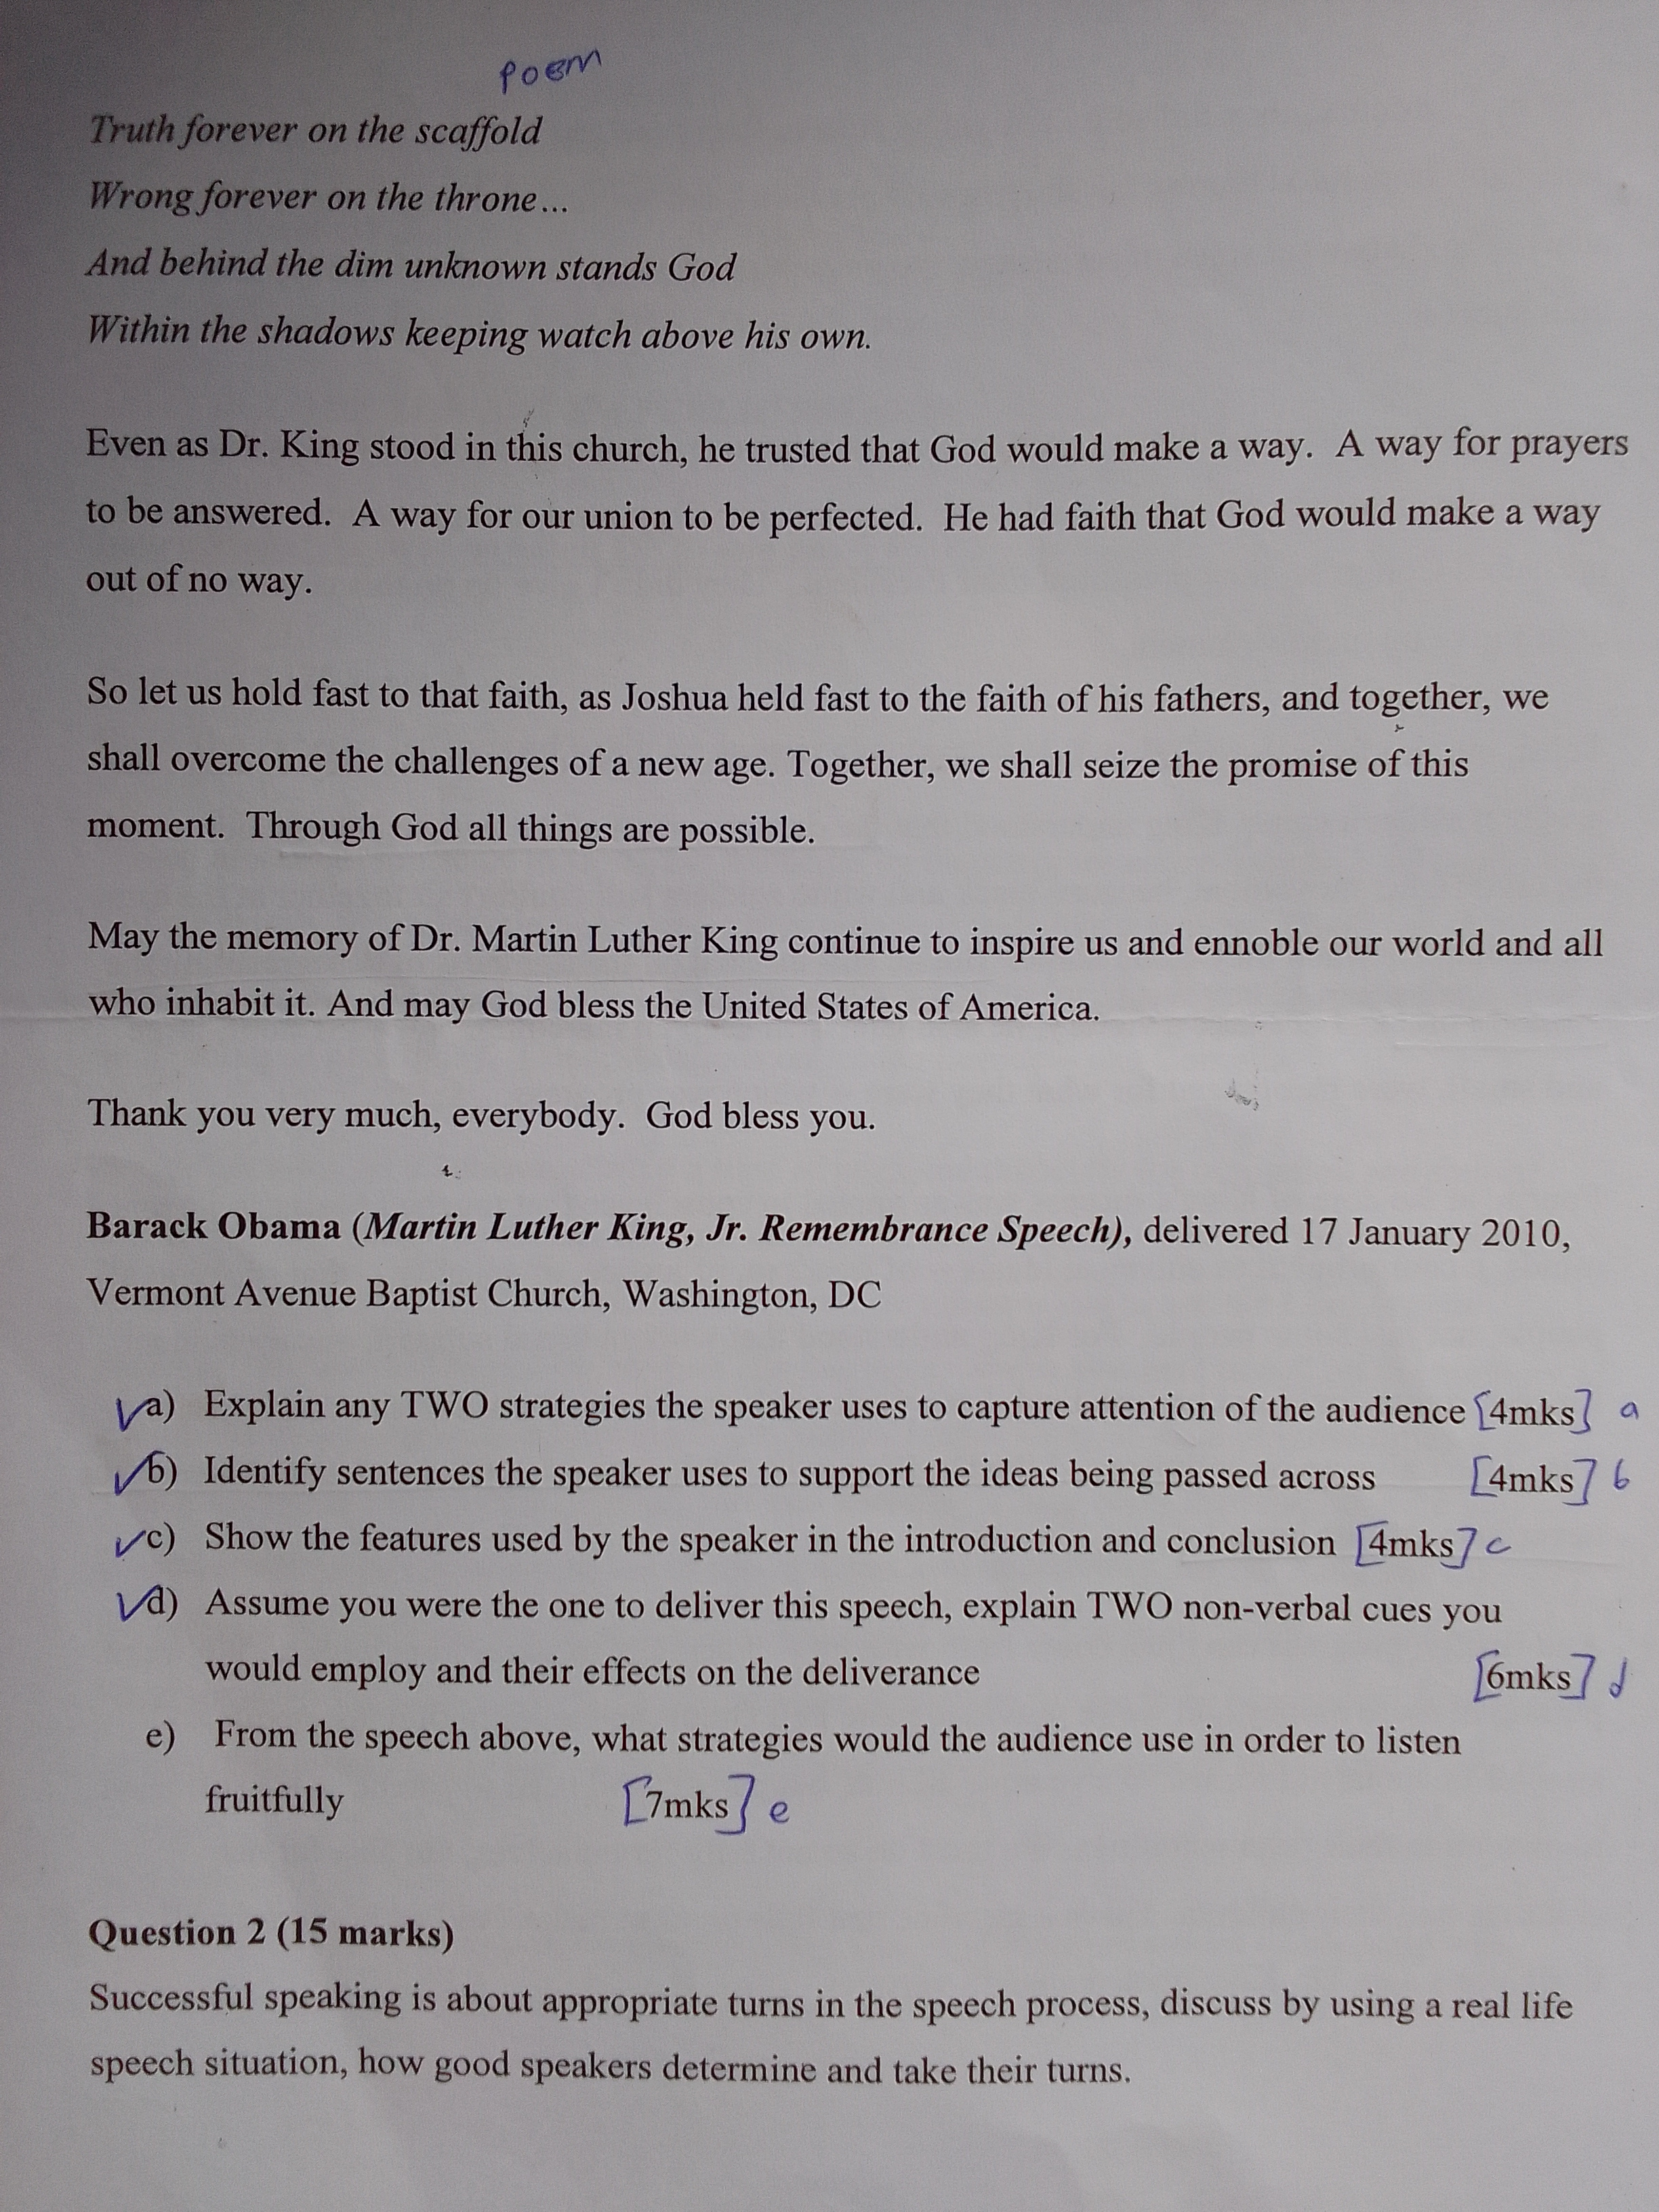 poem
Truth forever on the scaffold
Wrong forever on the throne...
And behind the dim unknown stands God
Within the shadows keeping watch above his own.
Even as Dr. King stood in this church, he trusted that God would make a way. A way for prayers
to be answered. A way for our union to be perfected. He had faith that God would make a way
out of no way.
So let us hold fast to that faith, as Joshua held fast to the faith of his fathers, and together, we
shall overcome the challenges of a new age. Together, we shall seize the promise of this
moment. Through God all things are possible.
May the memory of Dr. Martin Luther King continue to inspire us and ennoble our world and all
who inhabit it. And may God bless the United States of America.
Thank you very much, everybody. God bless you.
Barack Obama (Martin Luther King, Jr. Remembrance Speech), delivered 17 January 2010,
Vermont Avenue Baptist Church, Washington, DC
a) Explain any TWO strategies the speaker uses to capture attention of the audience [4mks] a
b) Identify sentences the speaker uses to support the ideas being passed across [4mks] b
c) Show the features used by the speaker in the introduction and conclusion [4mks] c
d) Assume you were the one to deliver this speech, explain TWO non-verbal cues you
would employ and their effects on the deliverance [6mks] d
e) From the speech above, what strategies would the audience use in order to listen
fruitfully [7mks] e
Question 2 (15 marks)
Successful speaking is about appropriate turns in the speech process, discuss by using a real life
speech situation, how good speakers determine and take their turns.